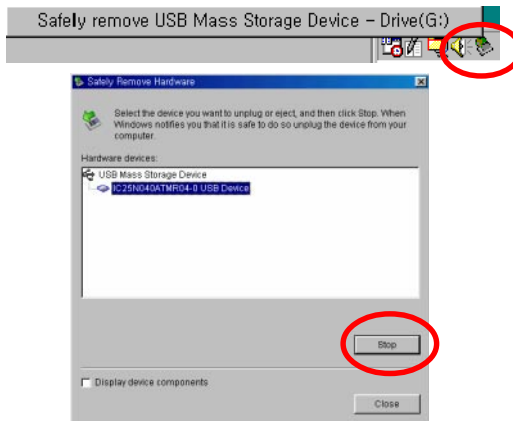 Safely remove USB Mass Storage Device – Drive(G:)
Safely Remove Hardware
Select the device you want to unplug or eject, and then click Stop. When
Windows notifies you that it is safe to do so unplug the device from your
computer.
Hardware devices:
USB Mass Storage Device
IC25N040ATMR04-0 USB Device
Stop
Display device components
Close